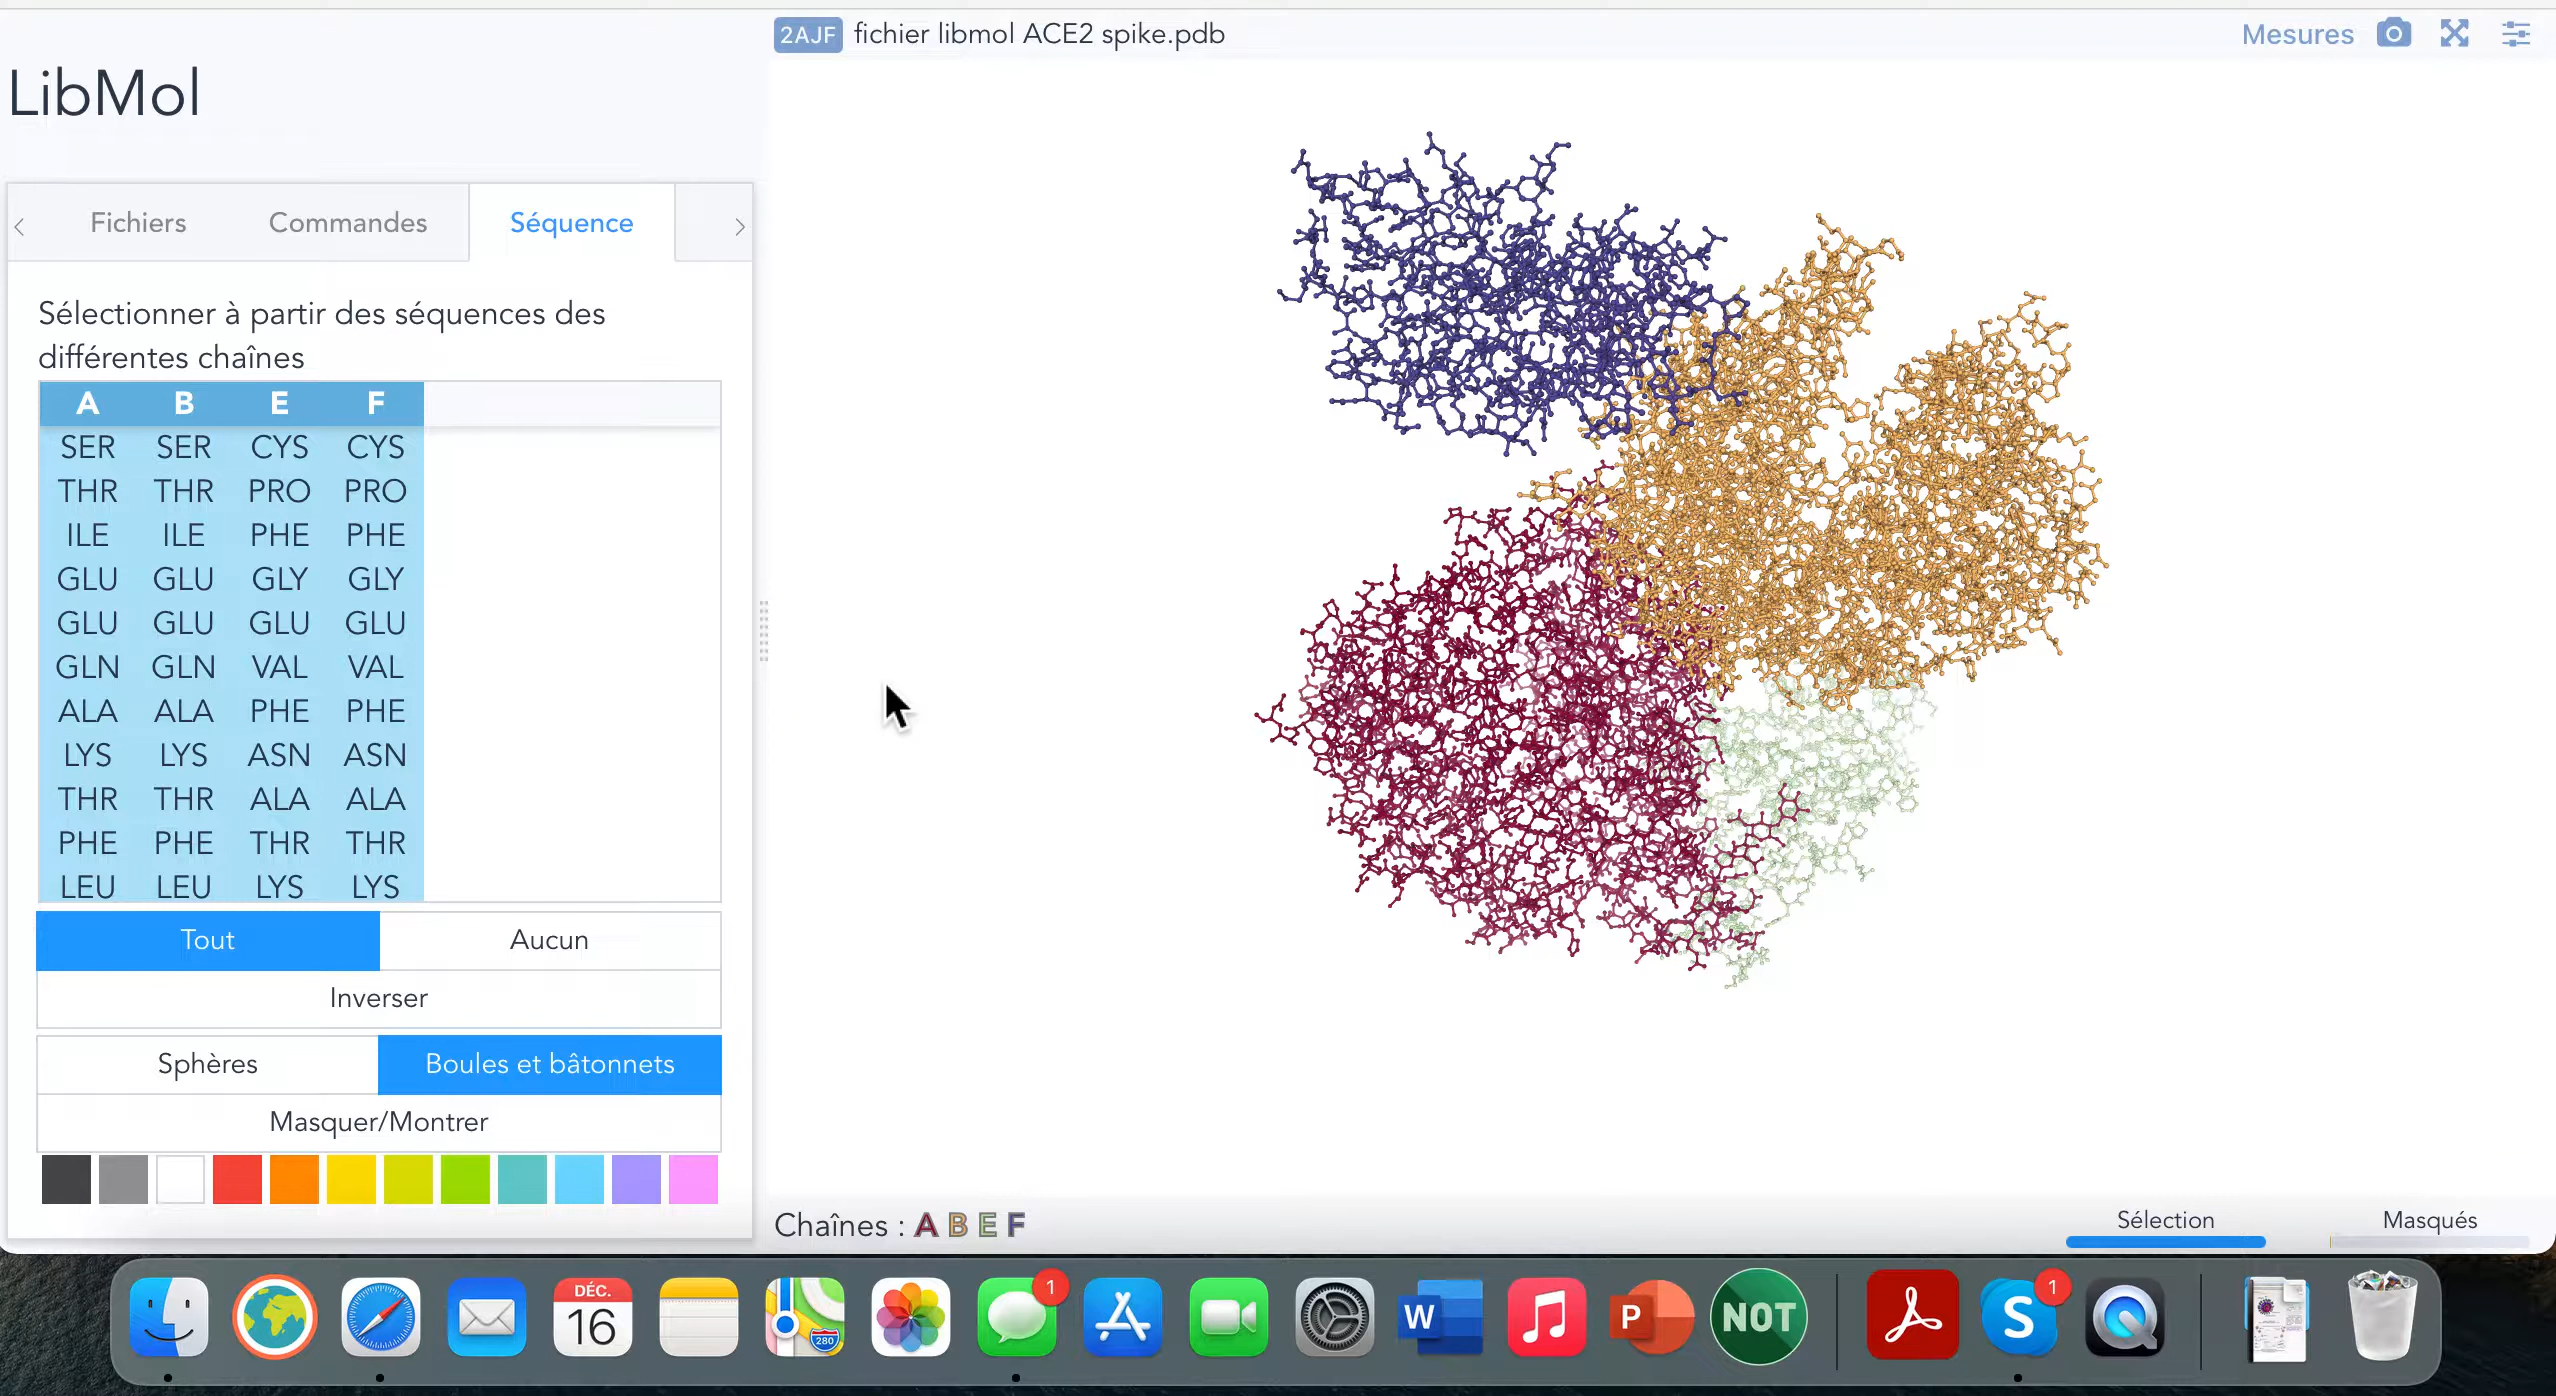 2AJF fichier libmol ACE2 spike.pdb
Mesures
LibMol
Fichiers Commandes Séquence
Sélectionner à partir des séquences des
différentes chaînes
A B E F
SER SER CYS CYS
THR THR PRO PRO
ILE ILE PHE PHE
GLU GLU GLY GLY
GLU GLU GLU GLU
GLN GLN VAL VAL
ALA ALA PHE PHE
LYS LYS ASN ASN
THR THR ALA ALA
PHE PHE THR THR
LEU LEU LYS LYS
Tout Aucun
Inverser
Sphères Boules et bâtonnets
Masquer/Montrer
Chaînes : A B E F
Sélection Masqués
DÉC.
16
280
1
W
P
NOT
S
1